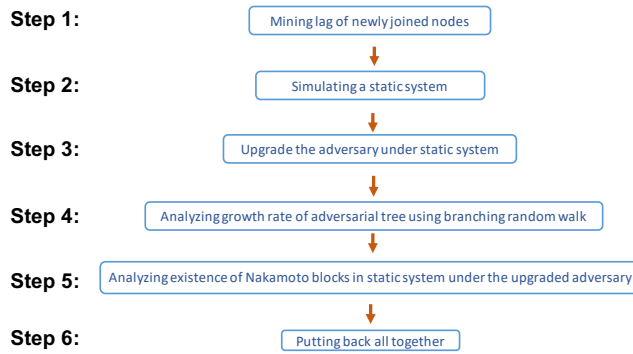 Step 1:
Mining lag of newly joined nodes
Step 2:
Simulating a static system
Step 3:
Upgrade the adversary under static system
Step 4:
Analyzing growth rate of adversarial tree using branching random walk
Step 5:
Analyzing existence of Nakamoto blocks in static system under the upgraded adversary
Step 6:
Putting back all together